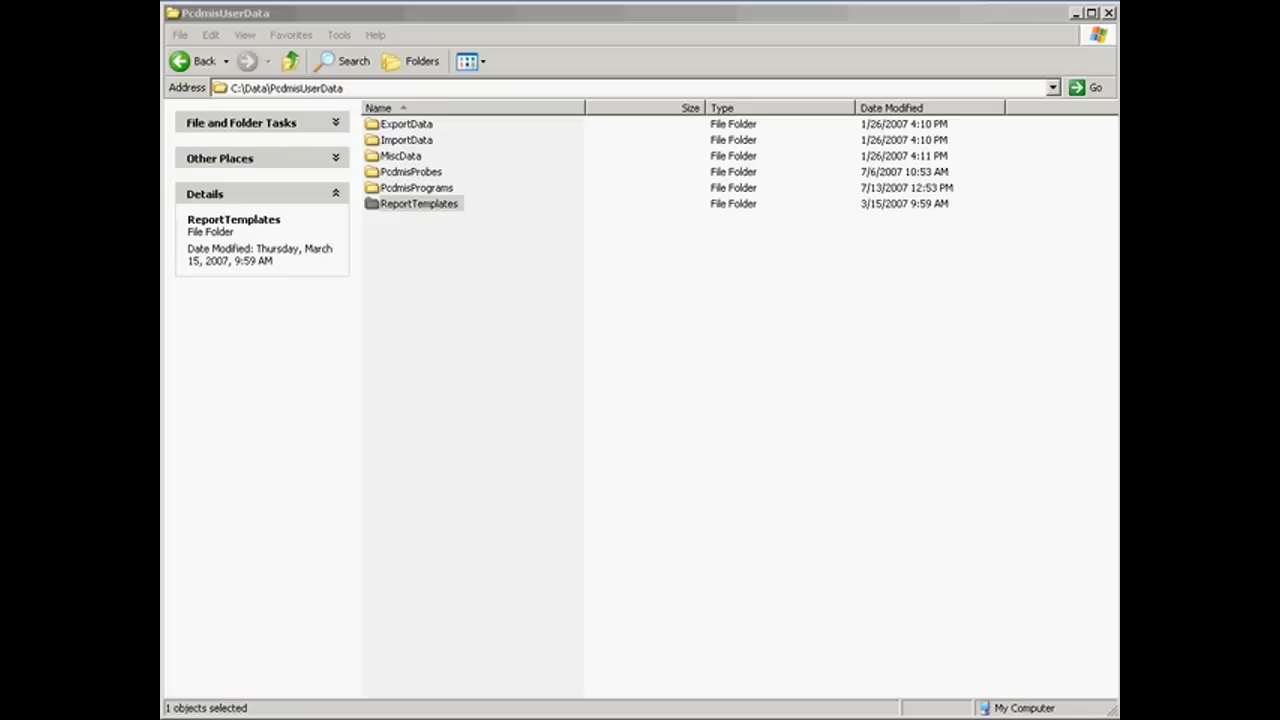 PcdmisUserData
File Edit View Favorites Tools Help
Back Search Folders
Address C:\Data\PcdmisUserData Go
File and Folder Tasks
Other Places
Details
ReportTemplates
File Folder
Date Modified: Thursday, March
15, 2007, 9:59 AM
Name Size Type Date Modified
ExportData File Folder 1/26/2007 4:10 PM
ImportData File Folder 1/26/2007 4:10 PM
MiscData File Folder 1/26/2007 4:11 PM
PcdmisProbes File Folder 7/6/2007 10:53 AM
PcdmisPrograms File Folder 7/13/2007 12:53 PM
ReportTemplates File Folder 3/15/2007 9:59 AM
1 objects selected My Computer